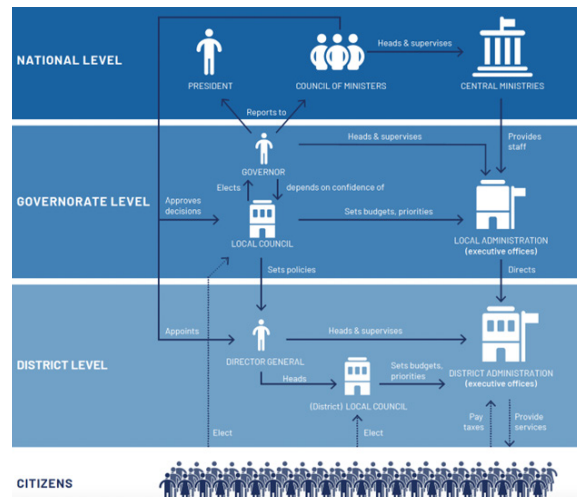 NATIONAL LEVEL
PRESIDENT
COUNCIL OF MINISTERS
Heads & supervises
CENTRAL MINISTRIES
Reports to
GOVERNOR
Heads & supervises
Provides
staff
GOVERNORATE LEVEL
Approves
decisions
Elects
depends on confidence of
LOCAL COUNCIL
Sets budgets, priorities
LOCAL ADMINISTRATION
(executive offices)
Sets policies
Directs
DISTRICT LEVEL
Appoints
DIRECTOR GENERAL
Heads & supervises
Heads
(District) LOCAL COUNCIL
Sets budgets,
priorities
DISTRICT ADMINISTRATION
(executive offices)
Elect
Elect
Pay
taxes
Provide
services
CITIZENS